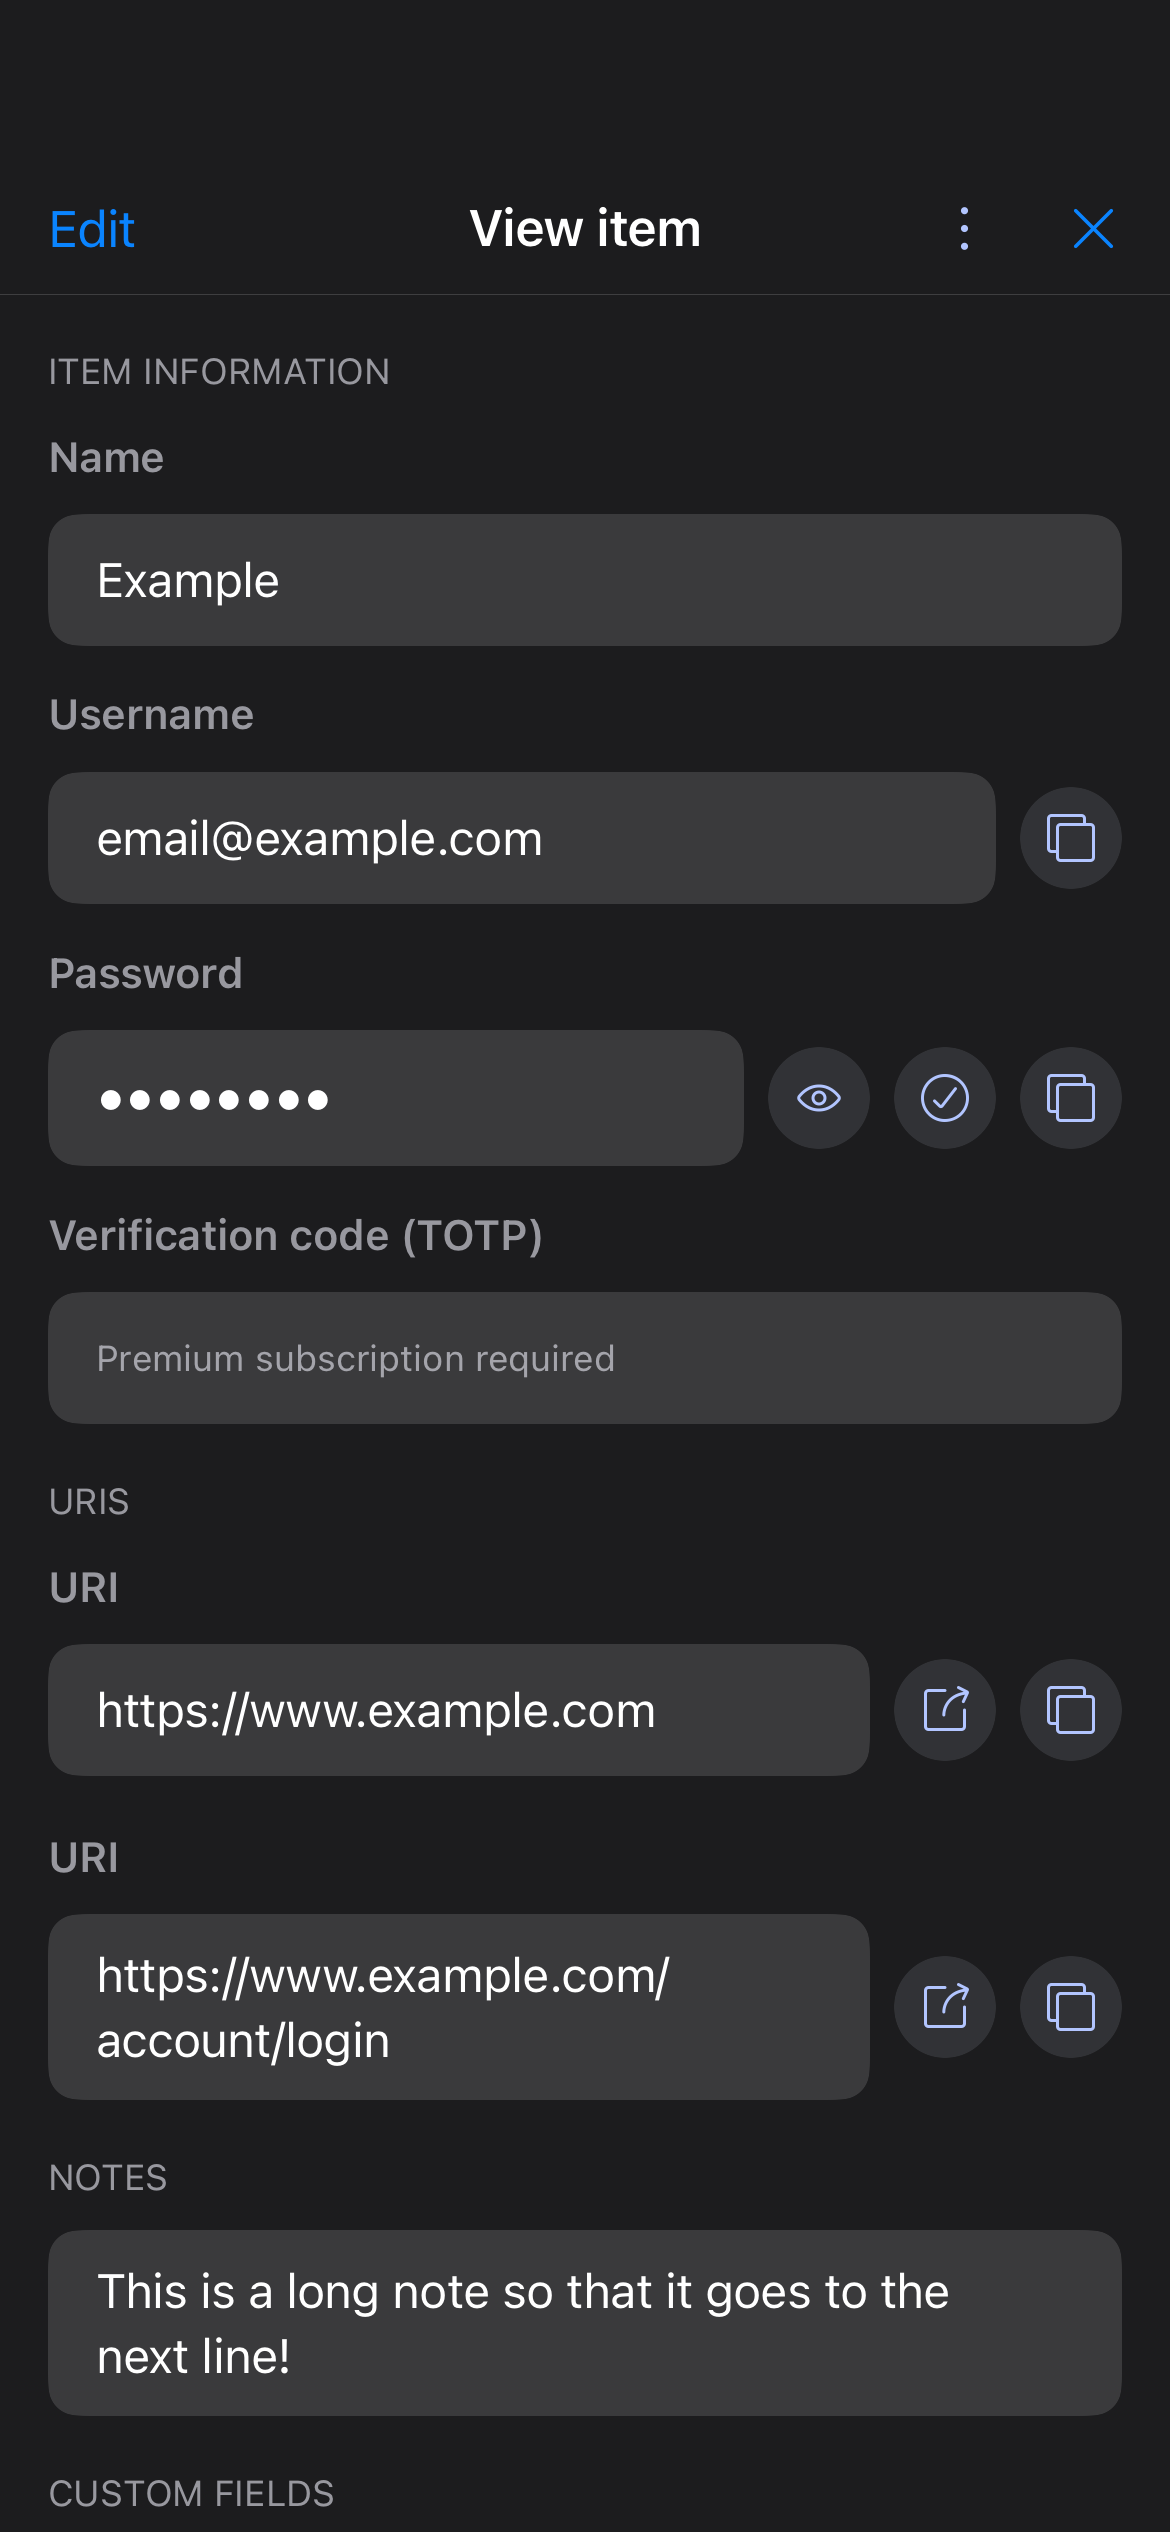 Edit View item
ITEM INFORMATION
Name
Example
Username
email@example.com
Password
Verification code (TOTP)
Premium subscription required
URIS
URI
https://www.example.com
URI
https://www.example.com/
account/login
NOTES
This is a long note so that it goes to the
next line!
CUSTOM FIELDS